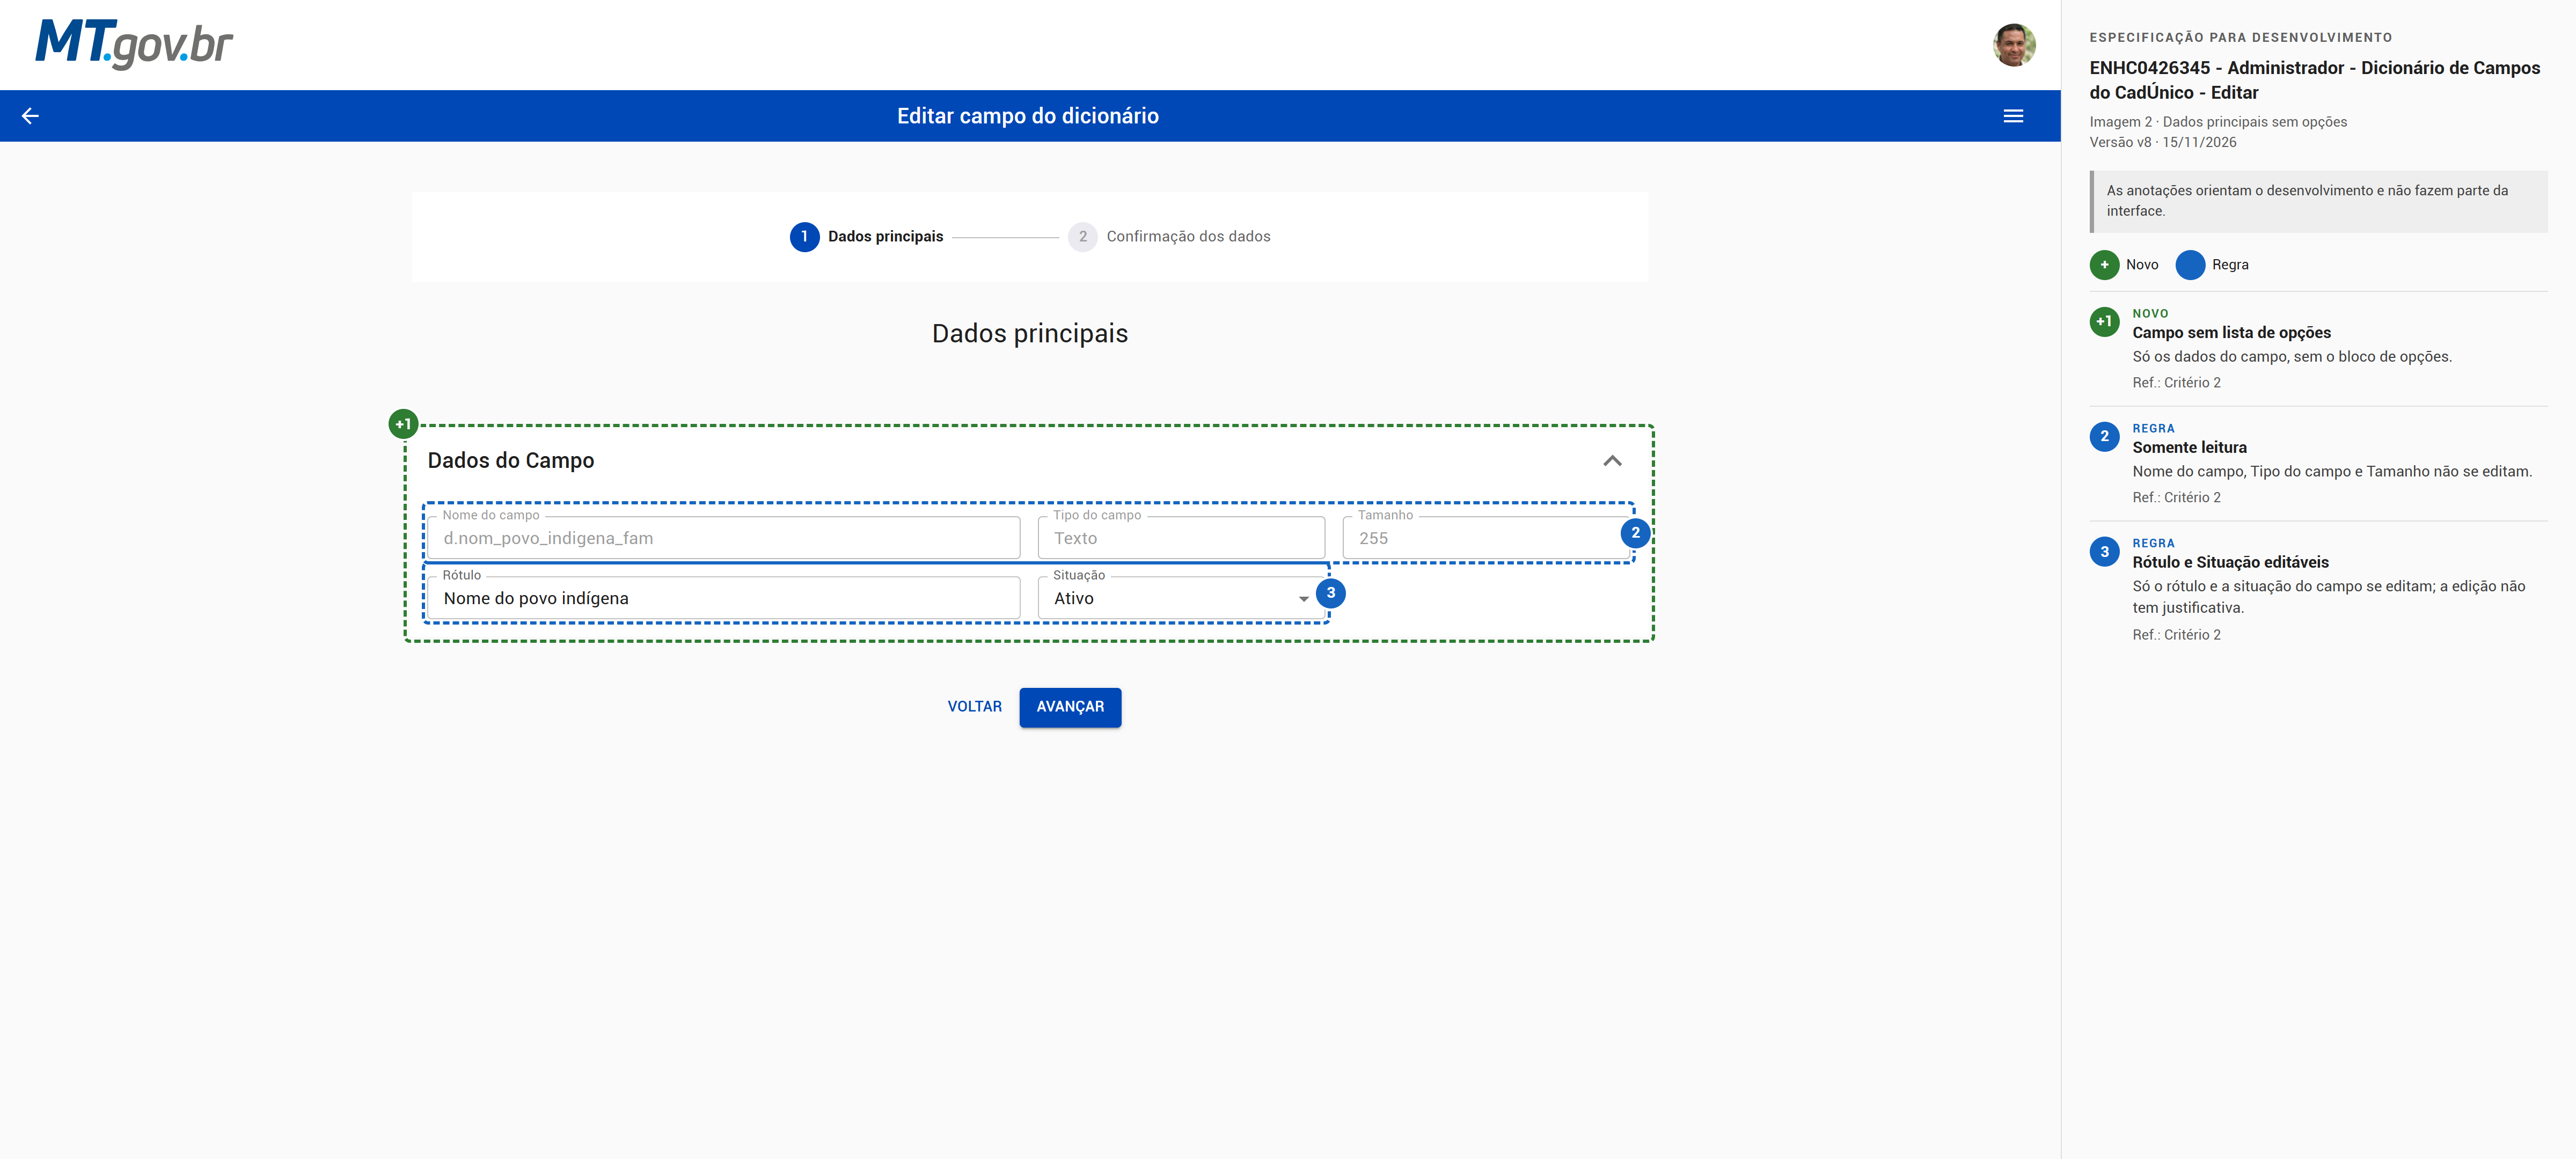 MT.gov.br
Editar campo do dicionário
1 Dados principais
2 Confirmação dos dados
Dados principais
+1
Dados do Campo
Nome do campo
d.nom_povo_indigena_fam
Tipo do campo
Texto
Tamanho
255
2
Rótulo
Nome do povo indígena
Situação
Ativo
3
VOLTAR
AVANÇAR
ESPECIFICAÇÃO PARA DESENVOLVIMENTO
ENHC0426345 - Administrador - Dicionário de Campos
do CadÚnico - Editar
Imagem 2 · Dados principais sem opções
Versão v8 · 15/11/2026
As anotações orientam o desenvolvimento e não fazem parte da
interface.
+ Novo
Regra
+1
NOVO
Campo sem lista de opções
Só os dados do campo, sem o bloco de opções.
Ref.: Critério 2
2
REGRA
Somente leitura
Nome do campo, Tipo do campo e Tamanho não se editam.
Ref.: Critério 2
3
REGRA
Rótulo e Situação editáveis
Só o rótulo e a situação do campo se editam; a edição não
tem justificativa.
Ref.: Critério 2